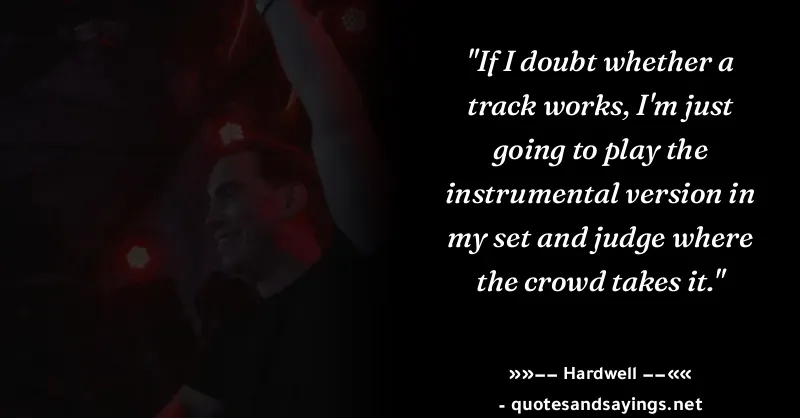 "If I doubt whether a
track works, I'm just
going to play the
instrumental version in
my set and judge where
the crowd takes it."
»»–– Hardwell ––««
- quotesandsayings.net